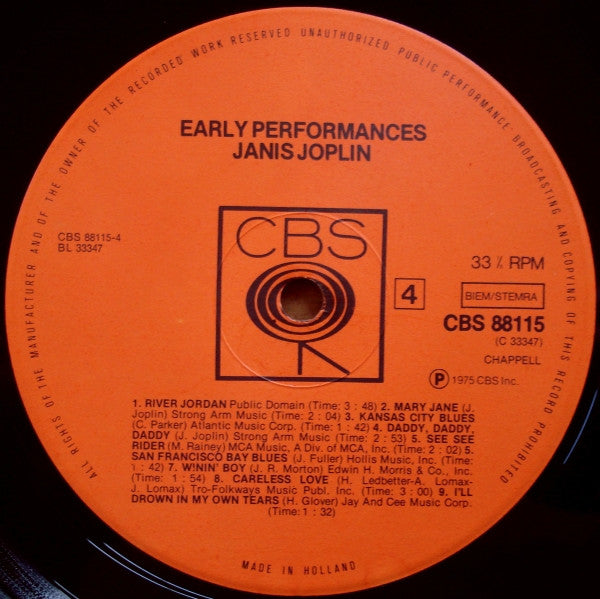 ALL RIGHTS OF THE MANUFACTURER AND OF THE OWNER OF THE RECORDED WORK RESERVED UNAUTHORIZED PUBLIC PERFORMANCE BROADCASTING AND COPYING OF THIS RECORD PROHIBITED
EARLY PERFORMANCES
JANIS JOPLIN
CBS
CBS 88115-4
BL 33347
4
33⅓ RPM
BIEM/STEMRA
CBS 88115
(C 33347)
CHAPPELL
℗ 1975 CBS Inc.
1. RIVER JORDAN Public Domain (Time: 3 : 48) 2. MARY JANE (J.
Joplin) Strong Arm Music (Time: 2 : 04) 3. KANSAS CITY BLUES
(C. Parker) Atlantic Music Corp. (Time: 1 : 42) 4. DADDY, DADDY,
DADDY (J. Joplin) Strong Arm Music (Time: 2 : 53) 5. SEE SEE
RIDER (M. Rainey) MCA Music, A Div. of MCA, Inc. (Time: 2 : 02) 5.
SAN FRANCISCO BAY BLUES (J. Fuller) Hollis Music, Inc. (Time:
1 : 42) 7. W!NIN' BOY (J. R. Morton) Edwin H. Morris & Co., Inc.
(Time: 1 : 54) 8. CARELESS LOVE (H. Ledbetter-A. Lomax-
J. Lomax) Tro-Folkways Music Publ. Inc. (Time: 3 : 00) 9. I'LL
DROWN IN MY OWN TEARS (H. Glover) Jay And Cee Music Corp.
(Time: 1 : 32)
MADE IN HOLLAND